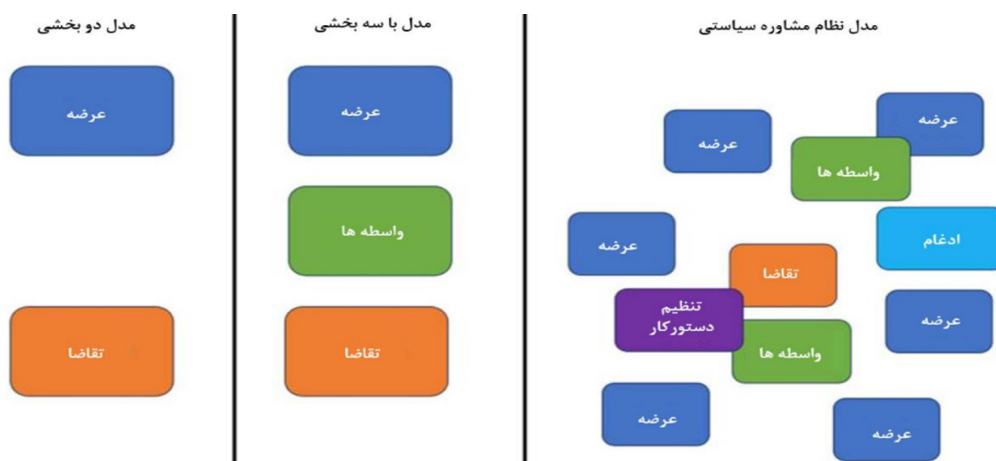 مدل نظام مشاوره سیاستی
مدل با سه بخشی
مدل دو بخشی
عرضه
عرضه
واسطه ها
عرضه
عرضه
ادغام
تقاضا
تنظیم
دستورکار
عرضه
واسطه ها
عرضه
عرضه
عرضه
واسطه ها
تقاضا
عرضه
تقاضا